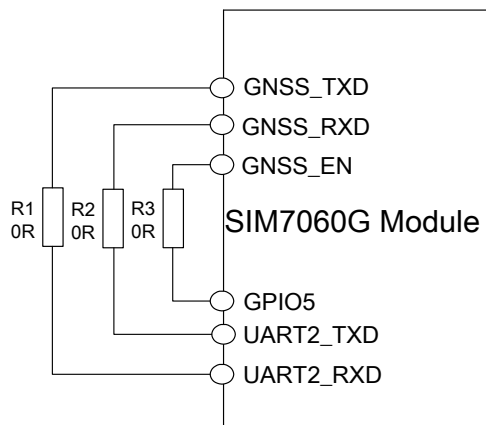 GNSS_TXD
GNSS_RXD
GNSS_EN
R1 R2 R3
0R 0R 0R
SIM7060G Module
GPIO5
UART2_TXD
UART2_RXD